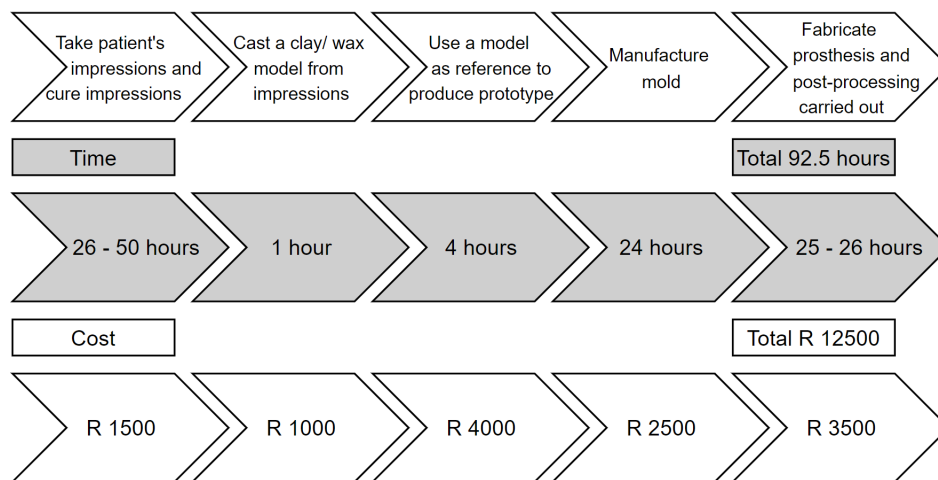 Take patient's
impressions and
cure impressions
Cast a clay/ wax
model from
impressions
Use a model
as reference to
produce prototype
Manufacture
mold
Fabricate
prosthesis and
post-processing
carried out
Time
Total 92.5 hours
26 - 50 hours
1 hour
4 hours
24 hours
25 - 26 hours
Cost
Total R 12500
R 1500
R 1000
R 4000
R 2500
R 3500